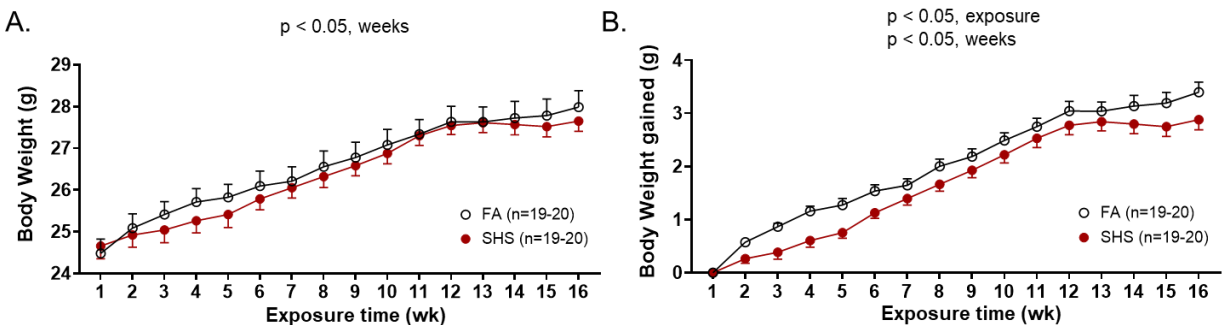 A.
p < 0.05, weeks
Body Weight (g)
29
28
27
26
25
24
FA (n=19-20)
SHS (n=19-20)
1 2 3 4 5 6 7 8 9 10 11 12 13 14 15 16
Exposure time (wk)
B.
p < 0.05, exposure
p < 0.05, weeks
Body Weight gained (g)
4
3
2
1
0
FA (n=19-20)
SHS (n=19-20)
1 2 3 4 5 6 7 8 9 10 11 12 13 14 15 16
Exposure time (wk)